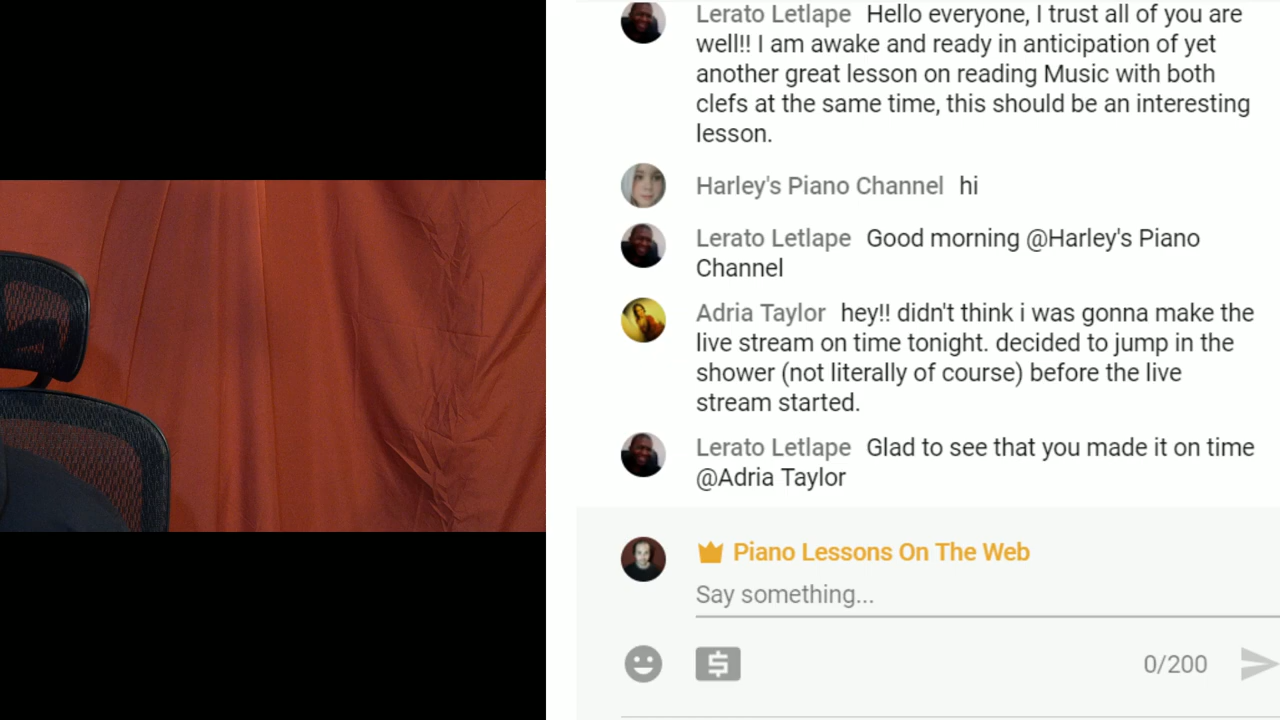 Lerato Letlape Hello everyone, I trust all of you are
well!! I am awake and ready in anticipation of yet
another great lesson on reading Music with both
clefs at the same time, this should be an interesting
lesson.
Harley's Piano Channel hi
Lerato Letlape Good morning @Harley's Piano
Channel
Adria Taylor hey!! didn't think i was gonna make the
live stream on time tonight. decided to jump in the
shower (not literally of course) before the live
stream started.
Lerato Letlape Glad to see that you made it on time
@Adria Taylor
Piano Lessons On The Web
Say something...
$ 0/200